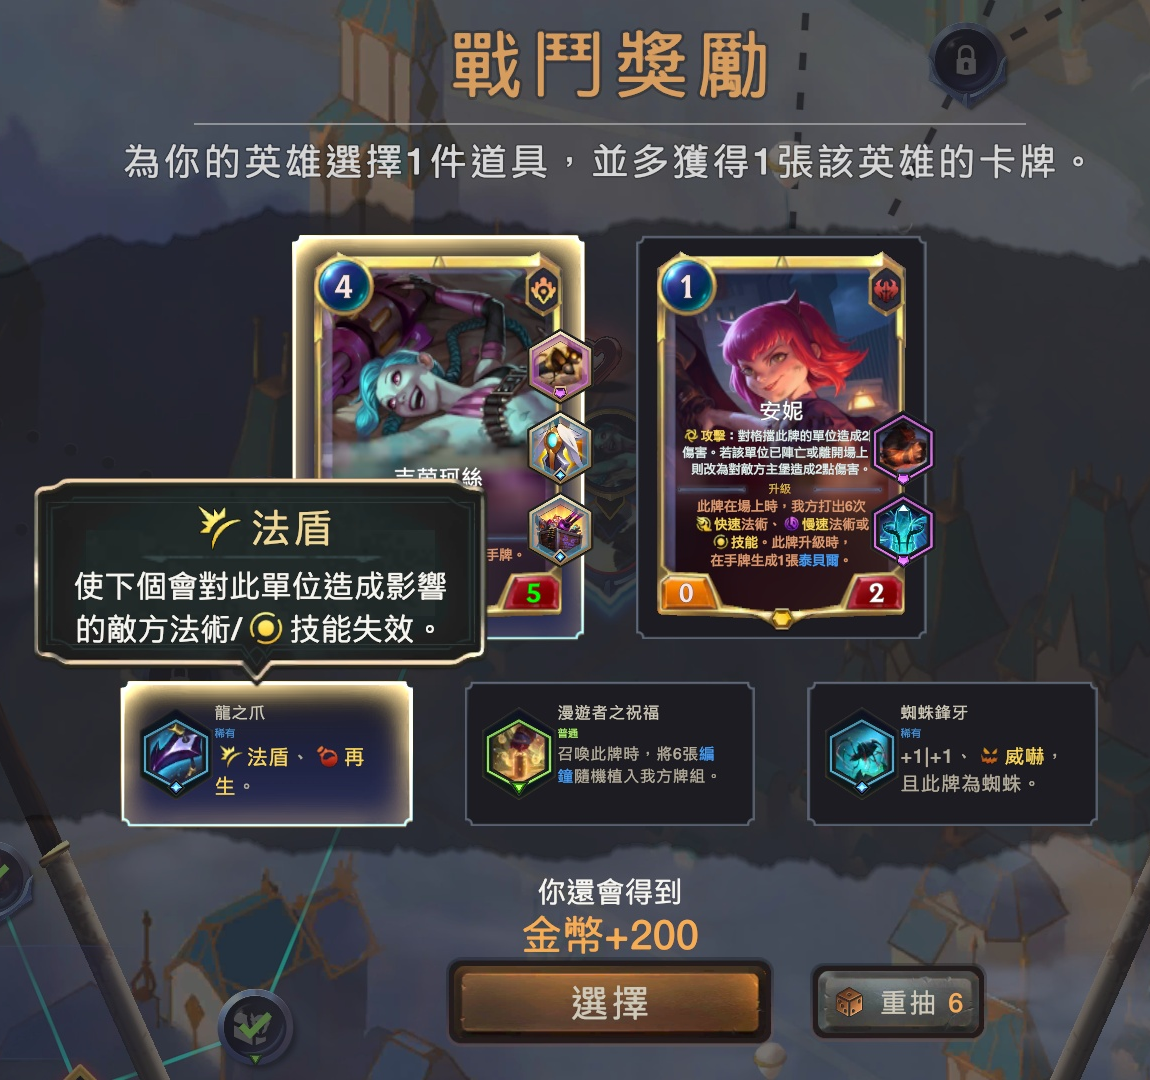 戰鬥獎勵
為你的英雄選擇1件道具，並多獲得1張該英雄的卡牌。
4
1
安妮
攻擊：對格擋此牌的單位造成2
傷害。若該單位已陣亡或離開場上
則改為對敵方主堡造成2點傷害。
升級
此牌在場上時，我方打出6次
快速法術、慢速法術或
技能。此牌升級時，
在手牌生成1張泰貝爾。
0
2
手牌。
5
法盾
使下個會對此單位造成影響
的敵方法術/技能失效。
龍之爪
稀有
法盾、再
生。
漫遊者之祝福
普通
召喚此牌時，將6張編
鐘隨機植入我方牌組。
蜘蛛鋒牙
稀有
+1|+1、威嚇，
且此牌為蜘蛛。
你還會得到
金幣+200
選擇
重抽 6